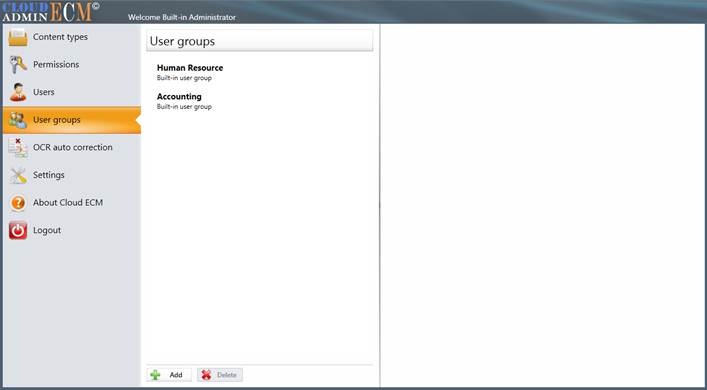 CLOUD
ADMIN ECM©
Welcome Built-in Administrator
Content types
Permissions
Users
User groups
OCR auto correction
Settings
About Cloud ECM
Logout
User groups
Human Resource
Built-in user group
Accounting
Built-in user group
Add
Delete